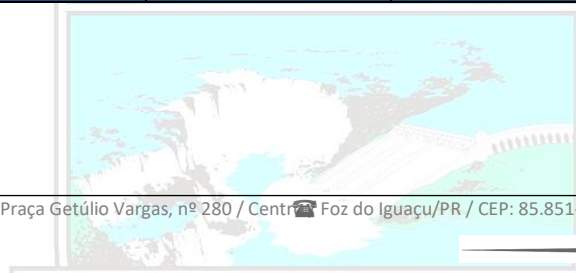 Praça Getúlio Vargas, nº 280 / Centr☎ Foz do Iguaçu/PR / CEP: 85.851